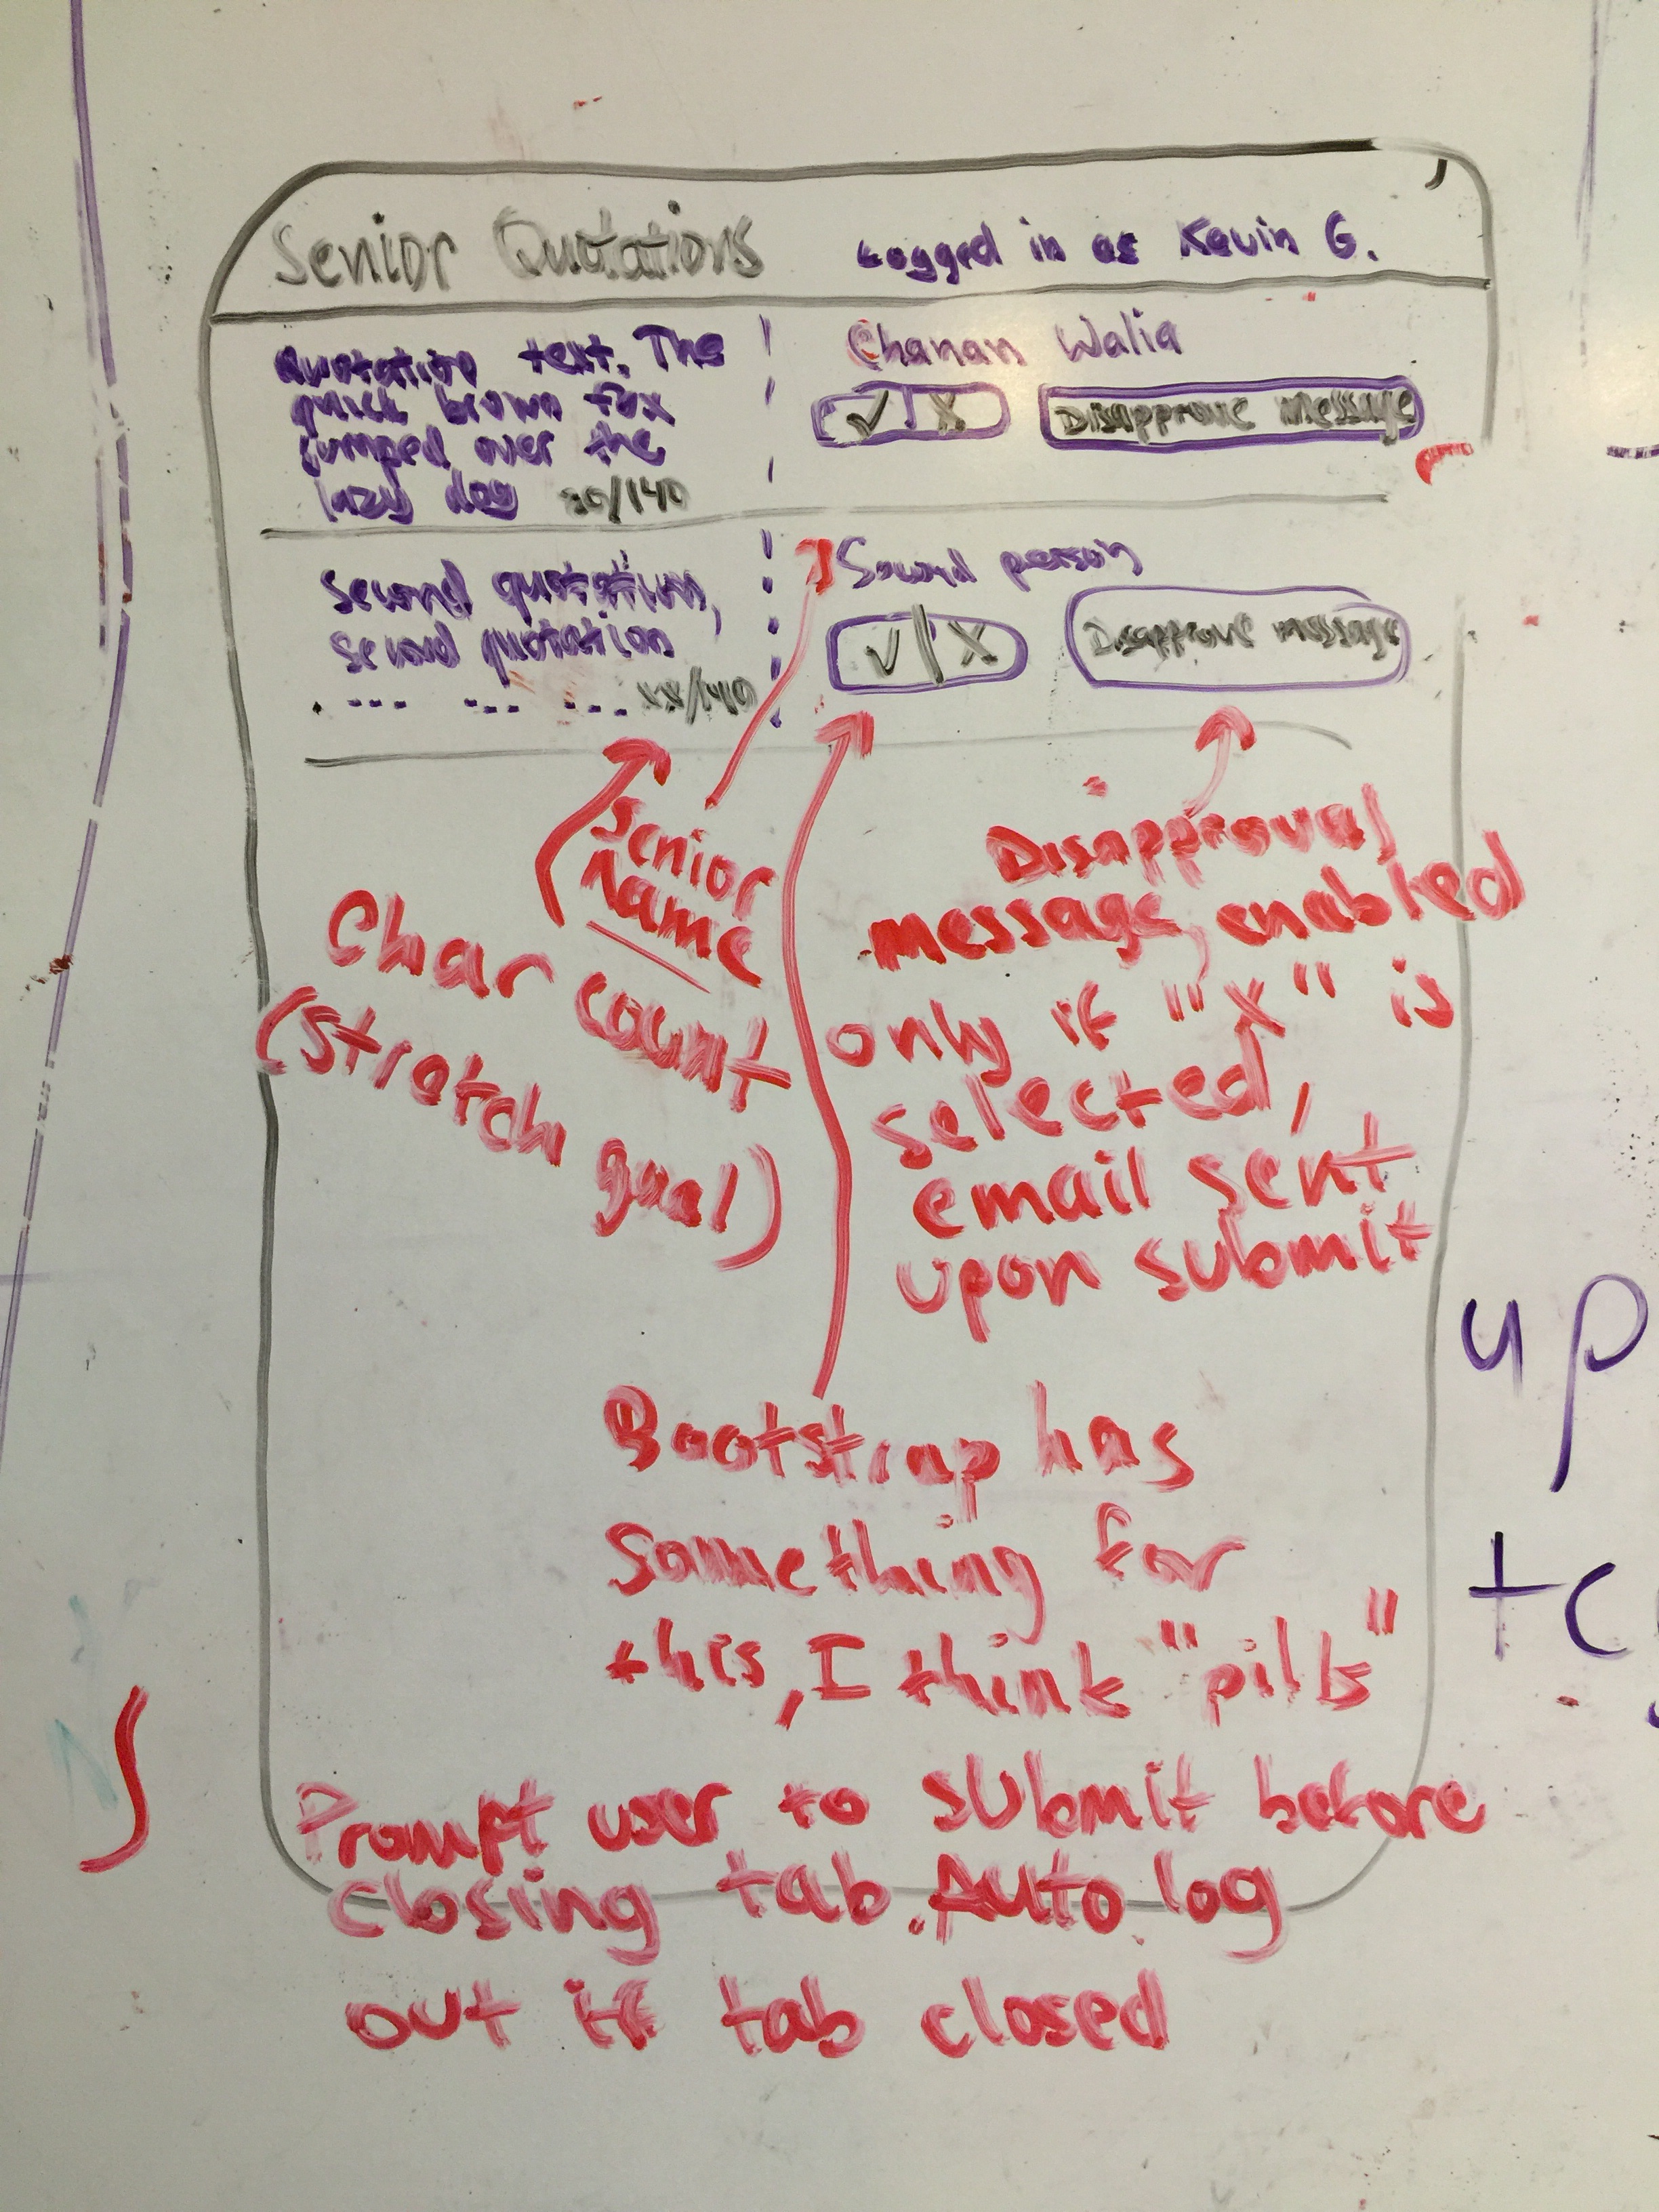 Senior Quotations
Logged in as Kevin G.
Quotation text. The
quick brown fox
jumped over the
lazy dog /140
Chanan Walia
✓ | X
Disapprove message
Second quotation,
second quotation
. --- ... ... xx/140
Second person
✓ | X
Disapprove message
Senior
Name
Char count
(stretch goal)
Disapproval
message, enabled
only if "X" is
selected,
email sent
upon submit
Bootstrap has
something for
this, I think "pills"
Prompt user to submit before
closing tab. Auto log
out if tab closed
up